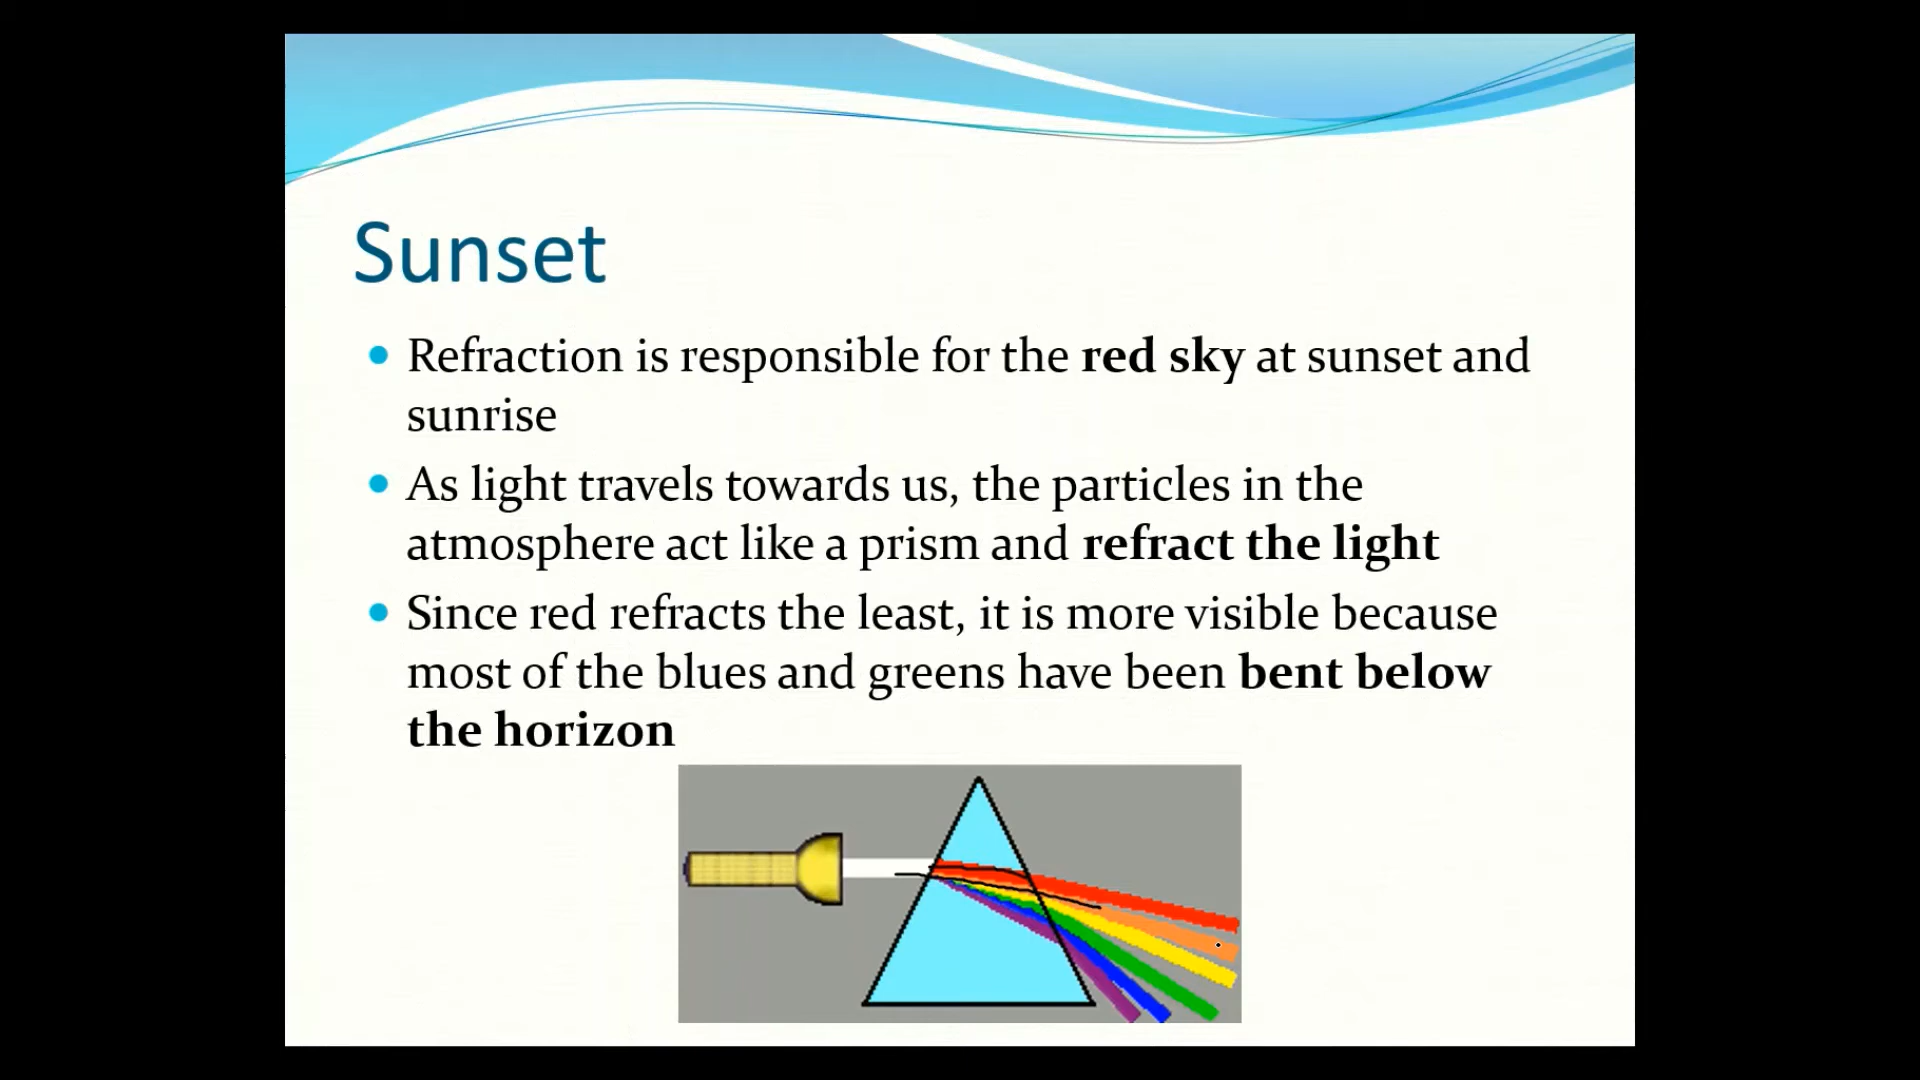 Sunset
Refraction is responsible for the red sky at sunset and
sunrise
As light travels towards us, the particles in the
atmosphere act like a prism and refract the light
Since red refracts the least, it is more visible because
most of the blues and greens have been bent below
the horizon